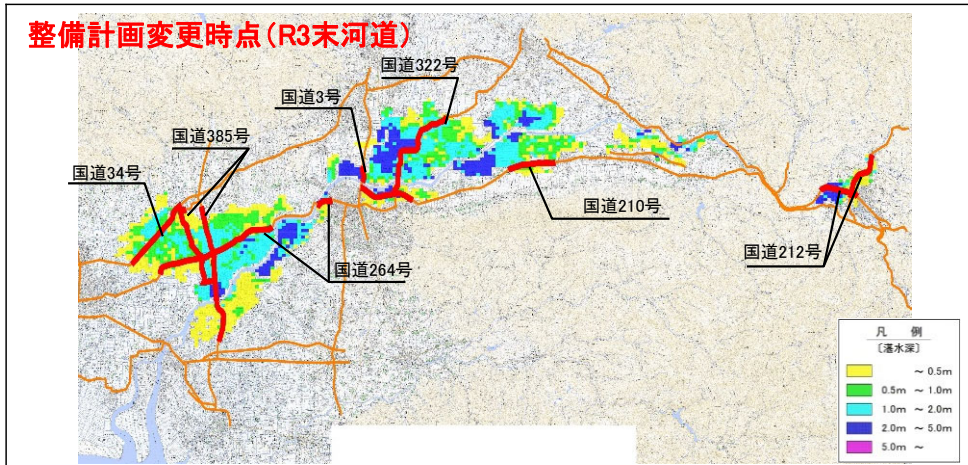 整備計画変更時点(R3末河道)
国道322号
国道3号
国道385号
国道34号
国道210号
国道212号
国道264号
凡 例
〔湛水深〕
～ 0.5m
0.5m ～ 1.0m
1.0m ～ 2.0m
2.0m ～ 5.0m
5.0m ～